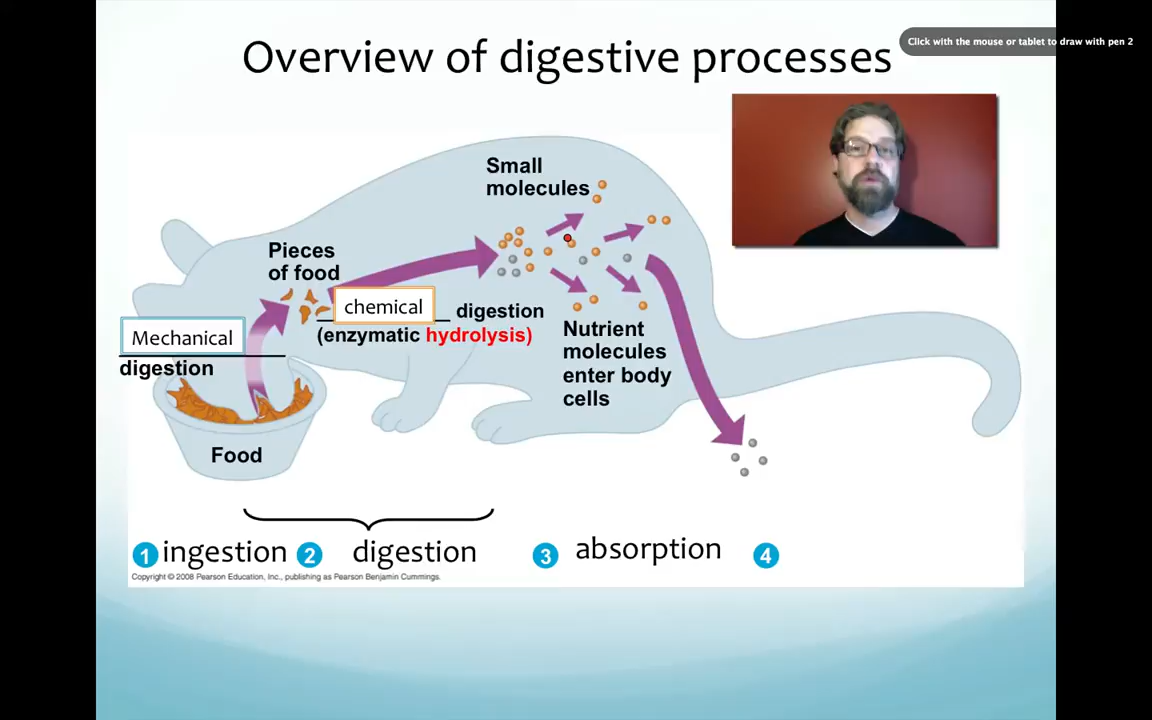 Overview of digestive processes
Click with the mouse or tablet to draw with pen 2
Small
molecules
Pieces
of food
chemical
digestion
(enzymatic hydrolysis)
Mechanical
digestion
Nutrient
molecules
enter body
cells
Food
1 ingestion 2 digestion 3 absorption 4
Copyright © 2008 Pearson Education, Inc., publishing as Pearson Benjamin Cummings.